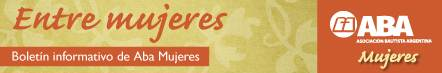 Entre mujeres
Boletín informativo de Aba Mujeres
ABA
ASOCIACIÓN BAUTISTA ARGENTINA
Mujeres